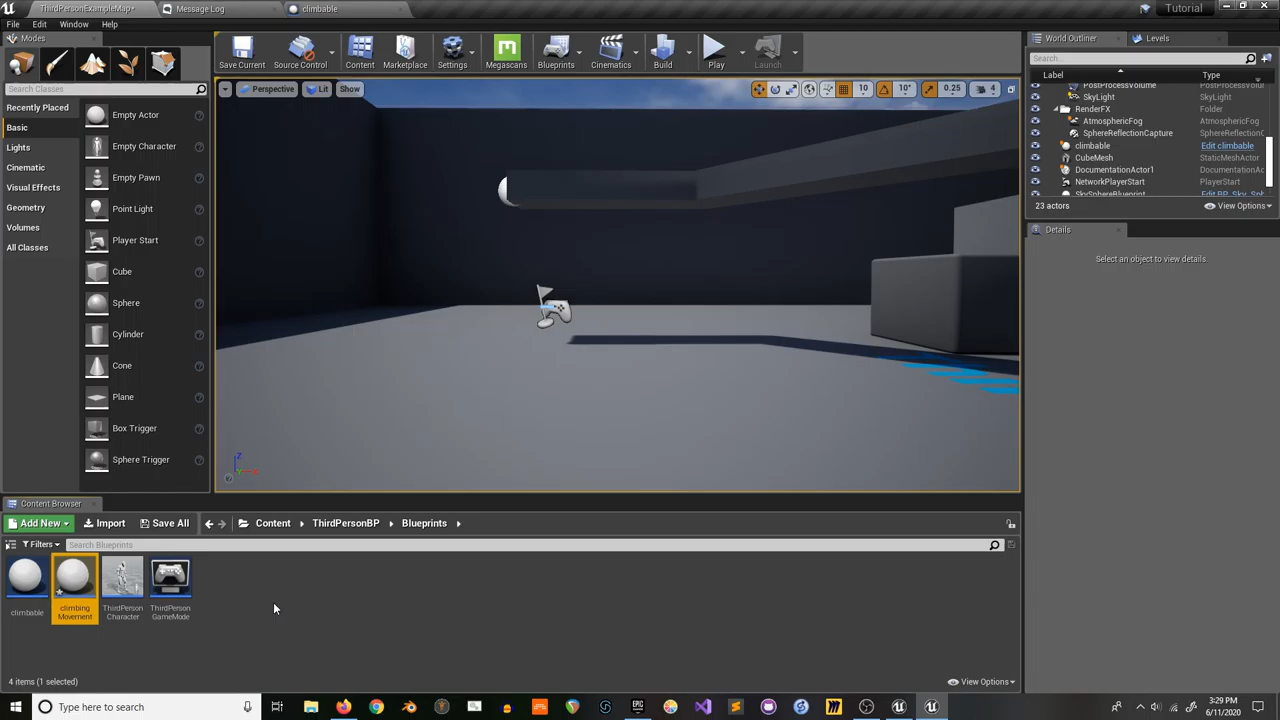 ThirdPersonExampleMap*
Message Log
climbable
Tutorial
File Edit Window Help
Modes
Search Classes
Recently Placed
Basic
Lights
Cinematic
Visual Effects
Geometry
Volumes
All Classes
Empty Actor
Empty Character
Empty Pawn
Point Light
Player Start
Cube
Sphere
Cylinder
Cone
Plane
Box Trigger
Sphere Trigger
Save Current
Source Control
Content
Marketplace
Settings
Megascans
Blueprints
Cinematics
Build
Play
Launch
Perspective Lit Show
10 10° 0.25 4
World Outliner Levels
Search...
Label Type
PostProcessVolume PostProcessV
SkyLight SkyLight
RenderFX Folder
AtmosphericFog AtmosphericFog
SphereReflectionCapture SphereReflection
climbable Edit climbable
CubeMesh StaticMeshActor
DocumentationActor1 DocumentationAc
NetworkPlayerStart PlayerStart
SkySphereBlueprint Edit BP_Sky_Sph
23 actors View Options
Details
Select an object to view details.
Content Browser
Add New Import Save All Content ThirdPersonBP Blueprints
Filters Search Blueprints
climbable
climbing
Movement
ThirdPerson
Character
ThirdPerson
GameMode
4 items (1 selected) View Options
Type here to search
3:29 PM
6/11/2020